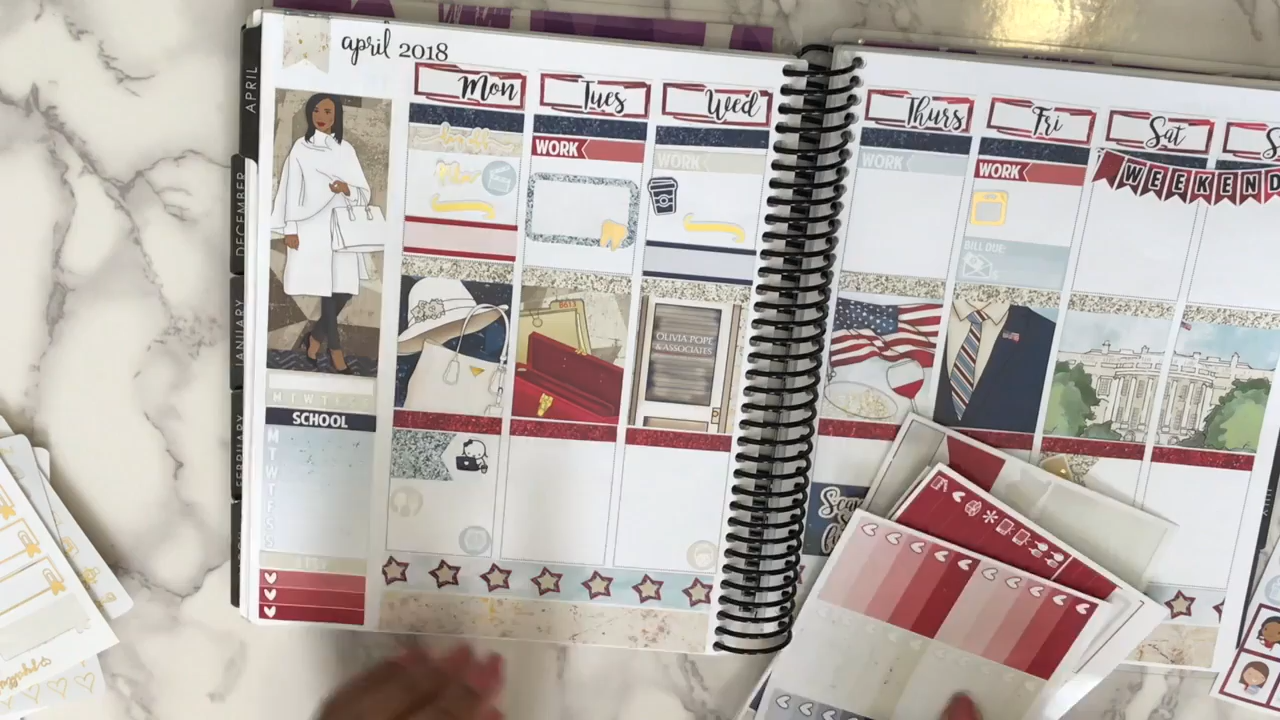 april 2018
APRIL
DECEMBER
JANUARY
FEBRUARY
Mon
Tues
Wed
Thurs
Fri
Sat
WORK
WORK
WORK
WORK
WEEKEND
BILL DUE:
B613
OLIVIA POPE
& ASSOCIATES
M T W T F S S
SCHOOL
M
T
W
T
F
S
S